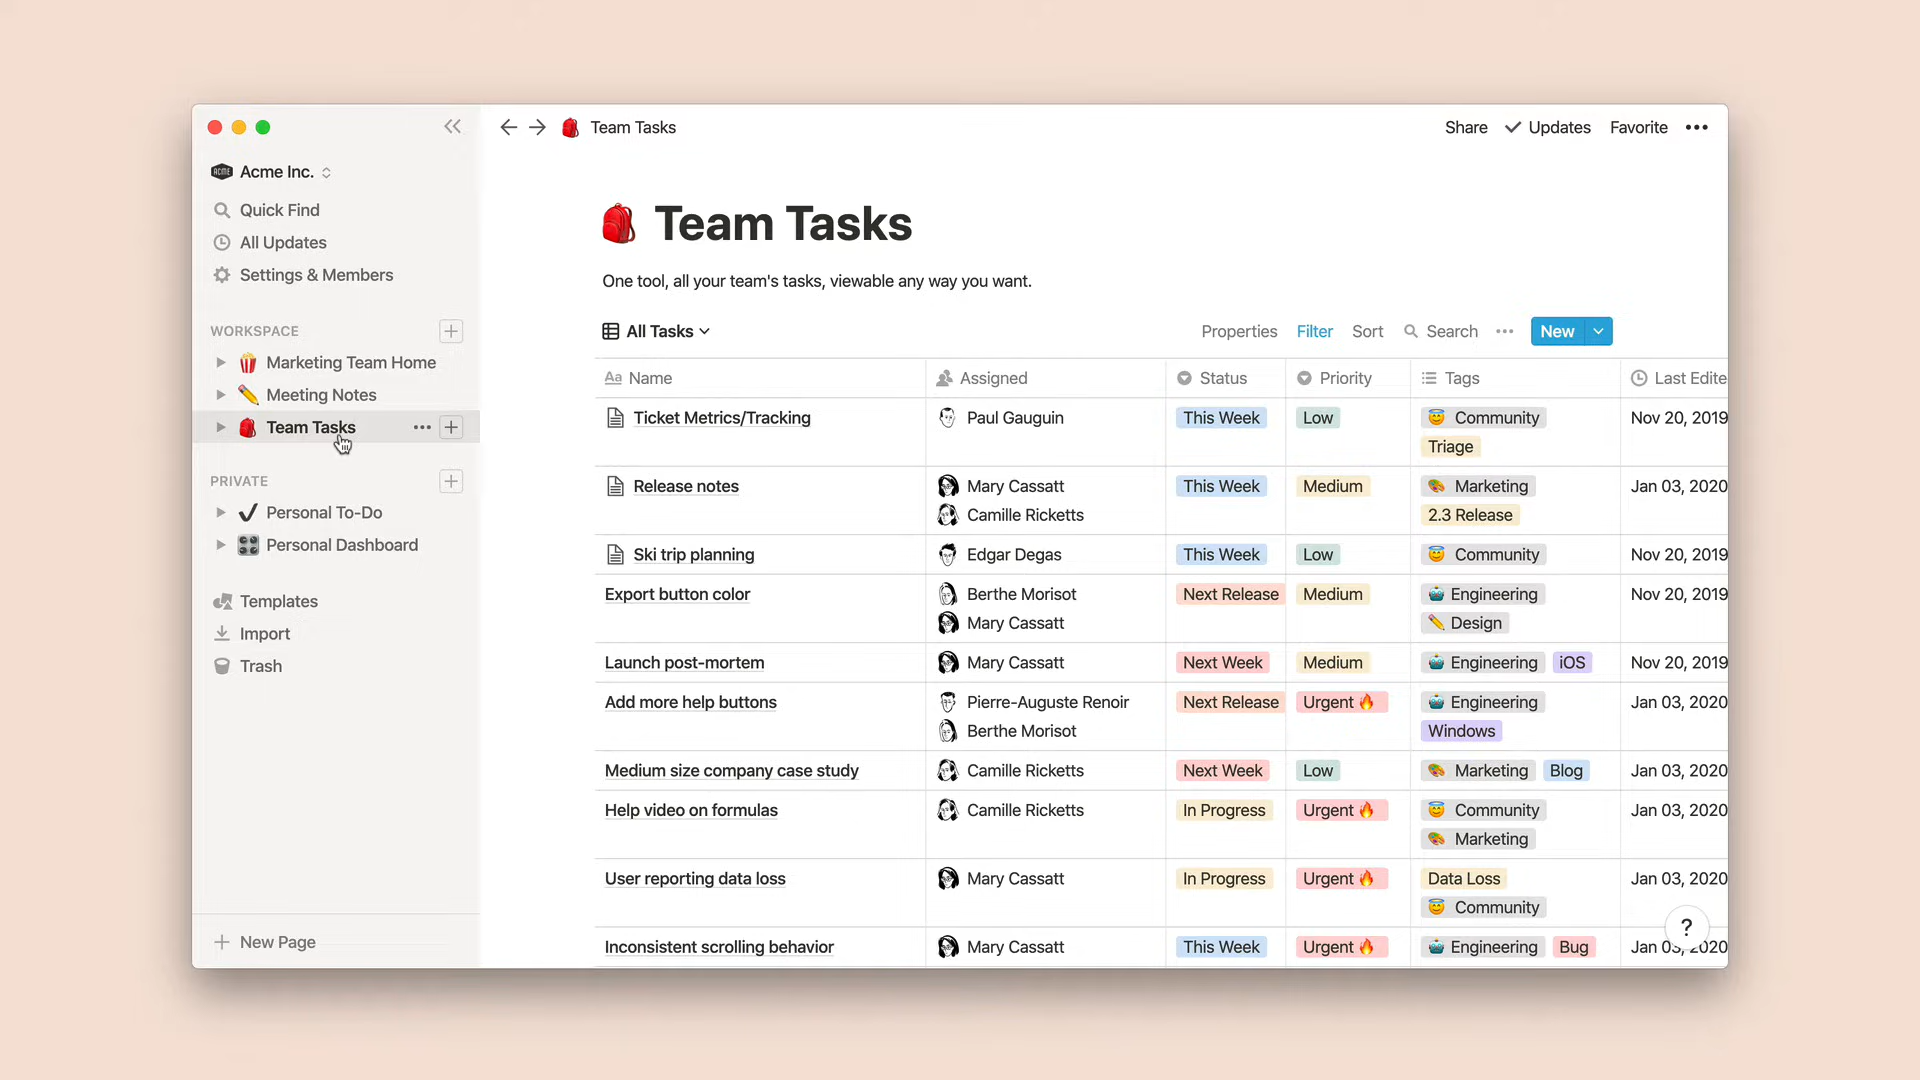 Team Tasks
Share
Updates
Favorite
ACME
Acme Inc.
Quick Find
All Updates
Settings & Members
WORKSPACE
Marketing Team Home
Meeting Notes
Team Tasks
PRIVATE
Personal To-Do
Personal Dashboard
Templates
Import
Trash
New Page
Team Tasks
One tool, all your team's tasks, viewable any way you want.
All Tasks
Properties
Filter
Sort
Search
New
Aa Name
Assigned
Status
Priority
Tags
Last Edite
Ticket Metrics/Tracking
Paul Gauguin
This Week
Low
Community
Triage
Nov 20, 2019
Release notes
Mary Cassatt
Camille Ricketts
This Week
Medium
Marketing
2.3 Release
Jan 03, 2020
Ski trip planning
Edgar Degas
This Week
Low
Community
Nov 20, 2019
Export button color
Berthe Morisot
Mary Cassatt
Next Release
Medium
Engineering
Design
Nov 20, 2019
Launch post-mortem
Mary Cassatt
Next Week
Medium
Engineering
iOS
Nov 20, 2019
Add more help buttons
Pierre-Auguste Renoir
Berthe Morisot
Next Release
Urgent 🔥
Engineering
Windows
Jan 03, 2020
Medium size company case study
Camille Ricketts
Next Week
Low
Marketing
Blog
Jan 03, 2020
Help video on formulas
Camille Ricketts
In Progress
Urgent 🔥
Community
Marketing
Jan 03, 2020
User reporting data loss
Mary Cassatt
In Progress
Urgent 🔥
Data Loss
Community
Jan 03, 2020
Inconsistent scrolling behavior
Mary Cassatt
This Week
Urgent 🔥
Engineering
Bug
Jan 03, 2020
?